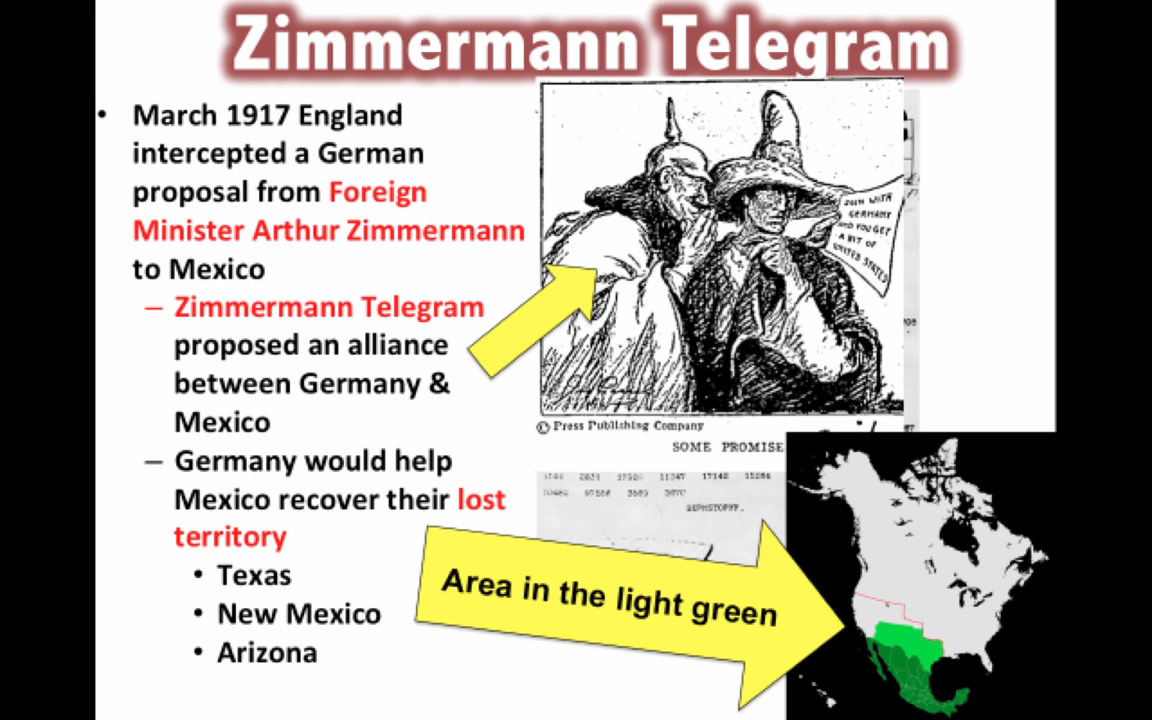 Zimmermann Telegram
• March 1917 England
intercepted a German
proposal from Foreign
Minister Arthur Zimmermann
to Mexico
– Zimmermann Telegram
proposed an alliance
between Germany &
Mexico
– Germany would help
Mexico recover their lost
territory
• Texas
• New Mexico
• Arizona
JOIN WITH
GERMANY
AND YOU GET
A BIT OF
UNITED STATES
© Press Publishing Company
SOME PROMISE
17142
BEPNSTOPFF.
Area in the light green